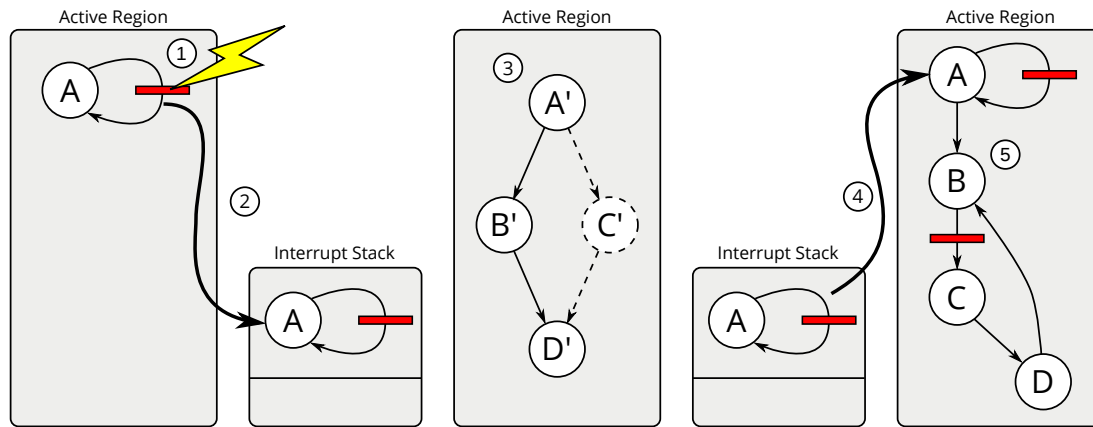 Active Region
1
A
2
Interrupt Stack
A
Active Region
3
A'
B'
C'
D'
Interrupt Stack
A
4
Active Region
A
5
B
C
D